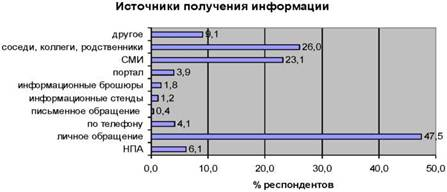 Источники получения информации
другое 9,1
соседи, коллеги, родственники 26,0
СМИ 23,1
портал 3,9
информационные брошюры 1,8
информационные стенды 1,2
письменное обращение 0,4
по телефону 4,1
личное обращение 47,5
НПА 6,1
0,0 10,0 20,0 30,0 40,0 50,0
% респондентов